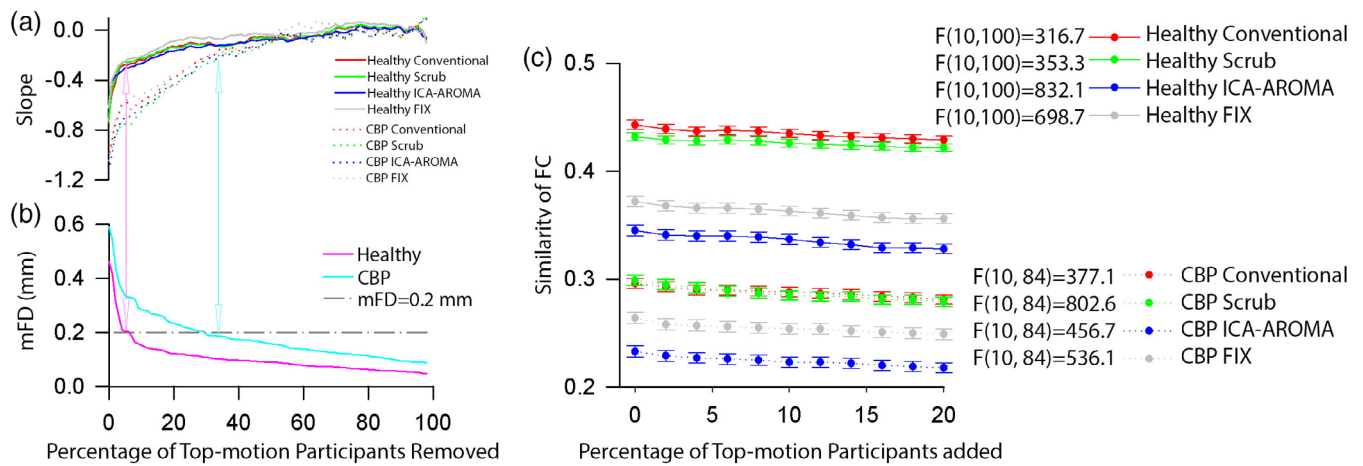 (a)
0.0
-0.4
-0.8
-1.2
Slope
Healthy Conventional
Healthy Scrub
Healthy ICA-AROMA
Healthy FIX
CBP Conventional
CBP Scrub
CBP ICA-AROMA
CBP FIX
(b)
0.6
0.4
0.2
0.0
mFD (mm)
Healthy
CBP
mFD=0.2 mm
0 20 40 60 80 100
Percentage of Top-motion Participants Removed
(c)
0.5
0.4
0.3
0.2
Similarity of FC
F(10,100)=316.7 Healthy Conventional
F(10,100)=353.3 Healthy Scrub
F(10,100)=832.1 Healthy ICA-AROMA
F(10,100)=698.7 Healthy FIX
F(10, 84)=377.1 CBP Conventional
F(10, 84)=802.6 CBP Scrub
F(10, 84)=456.7 CBP ICA-AROMA
F(10, 84)=536.1 CBP FIX
0 5 10 15 20
Percentage of Top-motion Participants added